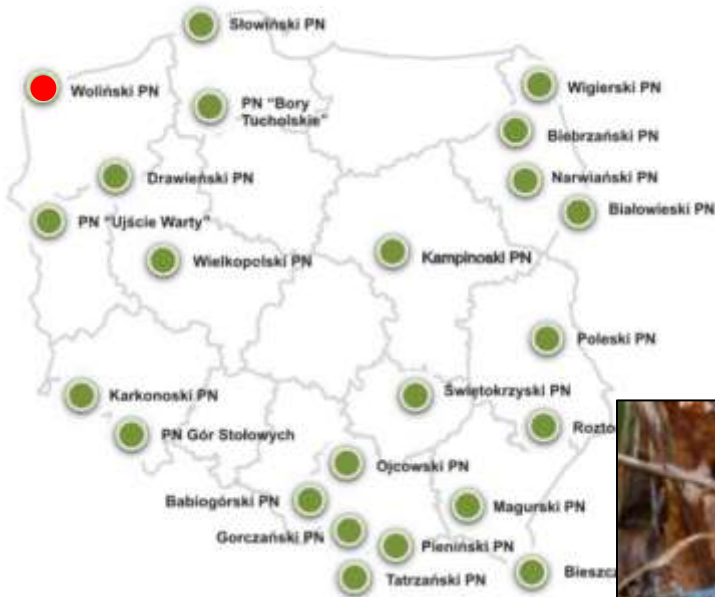 Słowiński PN
Woliński PN
Wigierski PN
PN "Bory
Tucholskie"
Biebrzański PN
Drawieński PN
Narwiański PN
Białowieski PN
PN "Ujście Warty"
Wielkopolski PN
Kampinoski PN
Poleski PN
Karkonoski PN
Świętokrzyski PN
PN Gór Stołowych
Ojcowski PN
Babiogórski PN
Magurski PN
Gorczański PN
Pieniński PN
Tatrzański PN